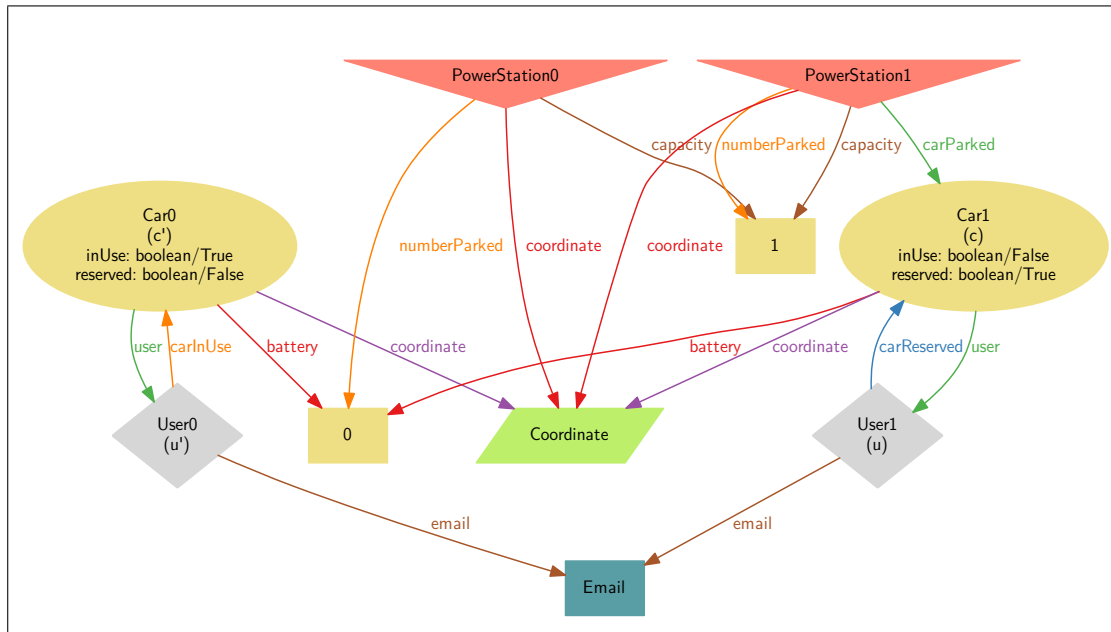 PowerStation0
PowerStation1
capacity
numberParked
capacity
carParked
Car0
(c')
inUse: boolean/True
reserved: boolean/False
numberParked
coordinate
coordinate
1
Car1
(c)
inUse: boolean/False
reserved: boolean/True
user
carInUse
battery
coordinate
battery
coordinate
carReserved
user
User0
(u')
0
Coordinate
User1
(u)
email
email
Email